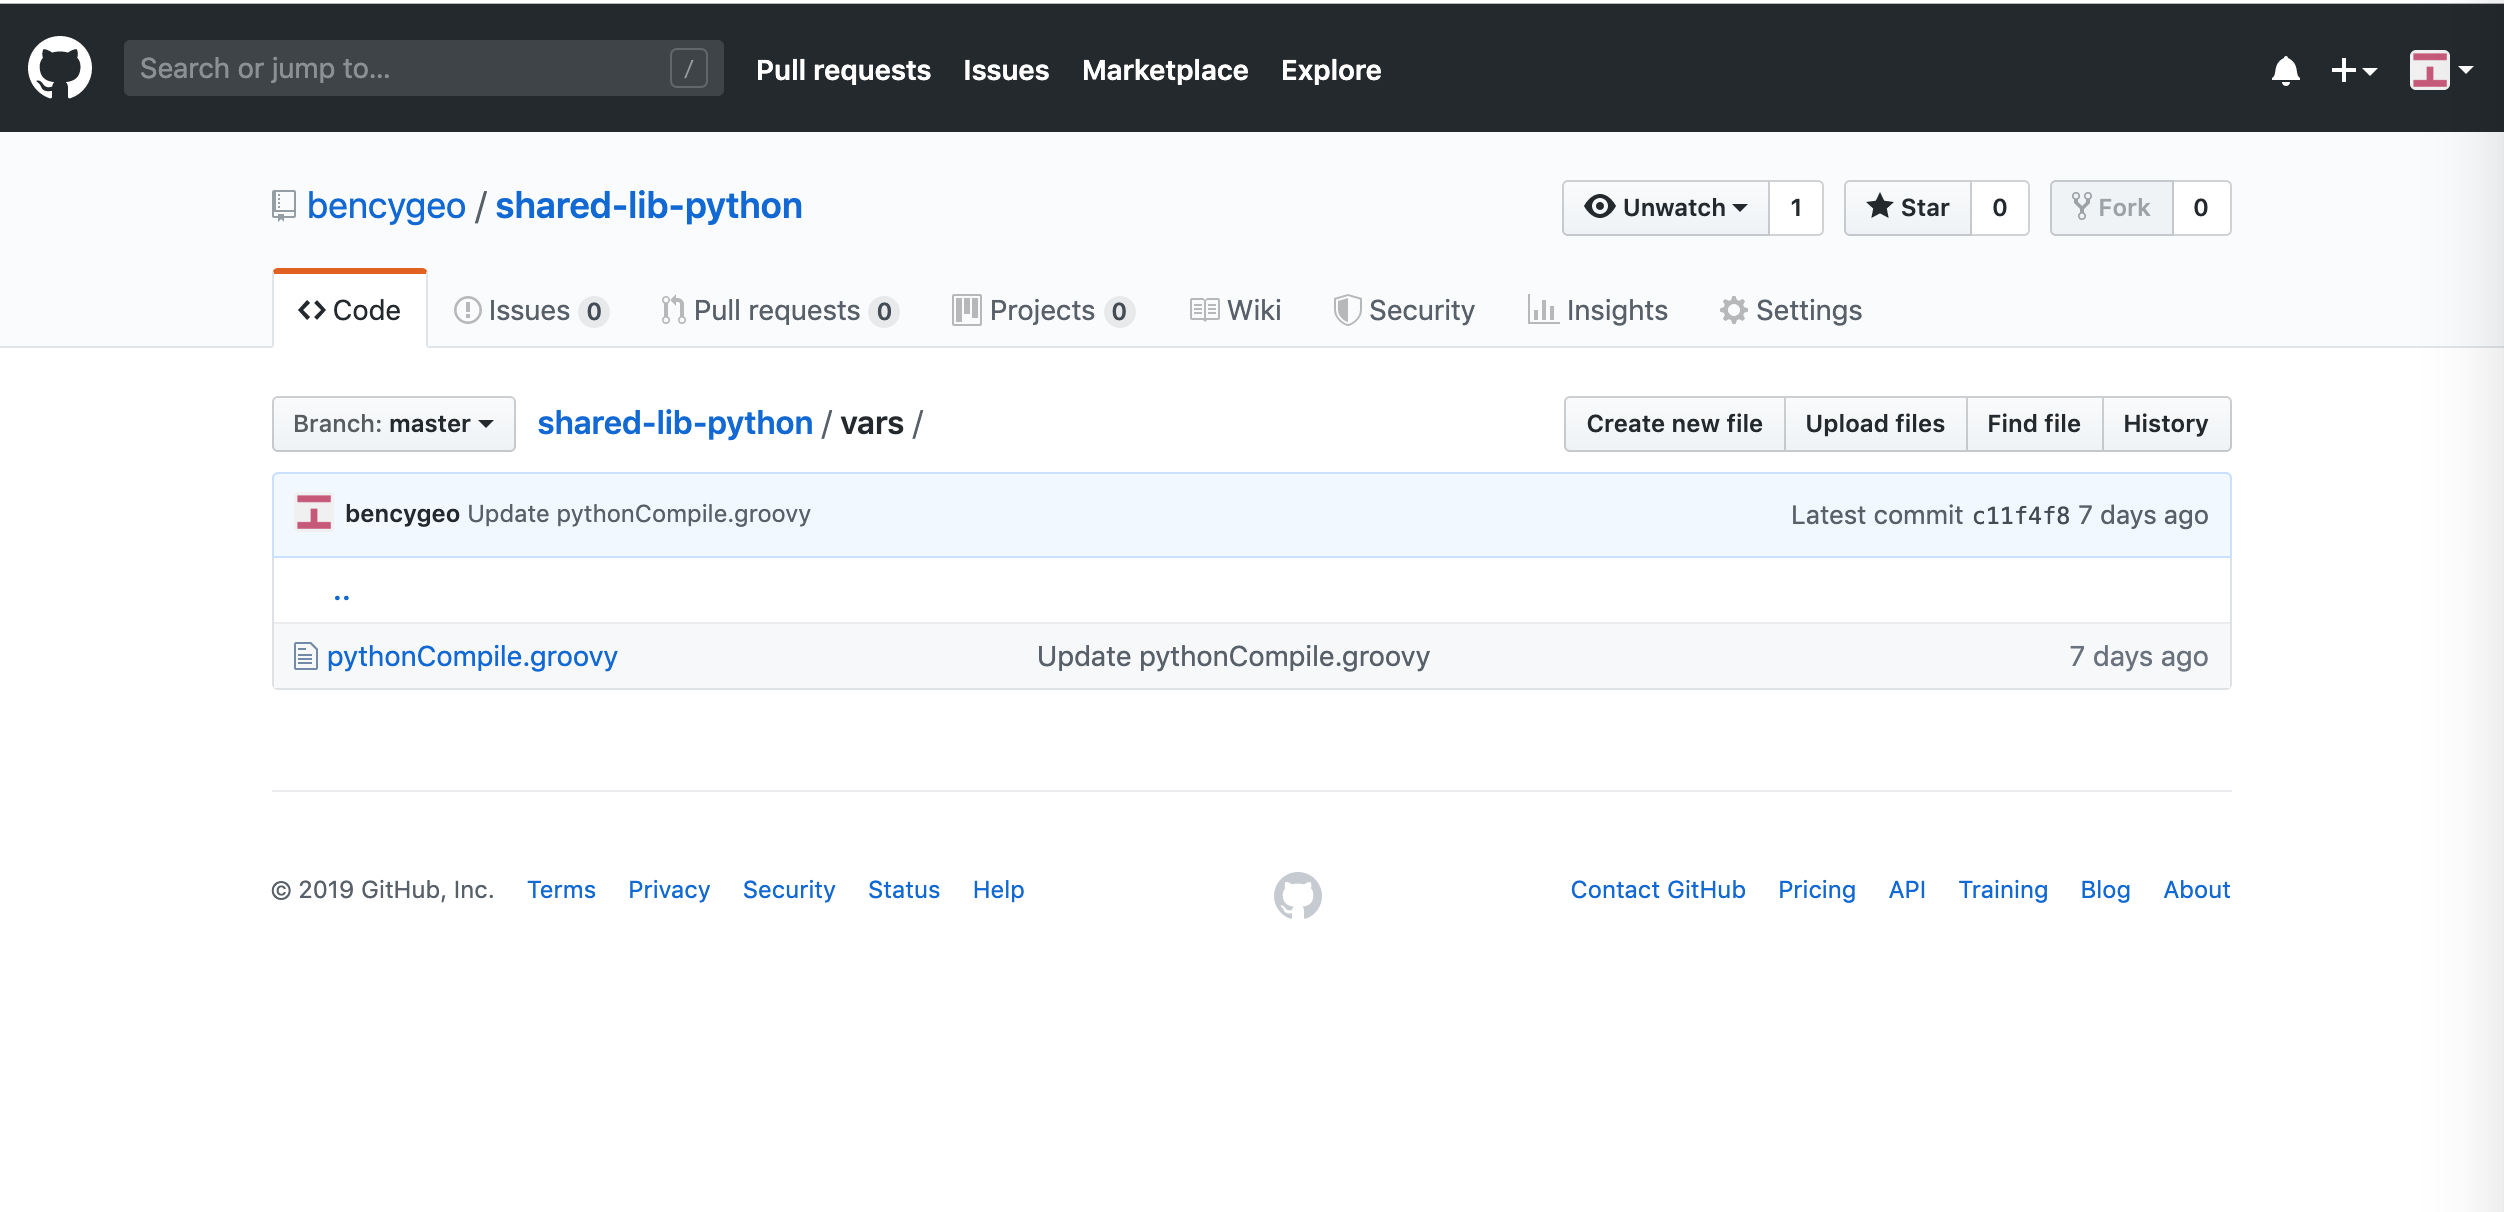 Search or jump to... / Pull requests Issues Marketplace Explore
bencygeo / shared-lib-python Unwatch 1 Star 0 Fork 0
Code Issues 0 Pull requests 0 Projects 0 Wiki Security Insights Settings
Branch: master shared-lib-python / vars / Create new file Upload files Find file History
bencygeo Update pythonCompile.groovy Latest commit c11f4f8 7 days ago
..
pythonCompile.groovy Update pythonCompile.groovy 7 days ago
© 2019 GitHub, Inc. Terms Privacy Security Status Help Contact GitHub Pricing API Training Blog About